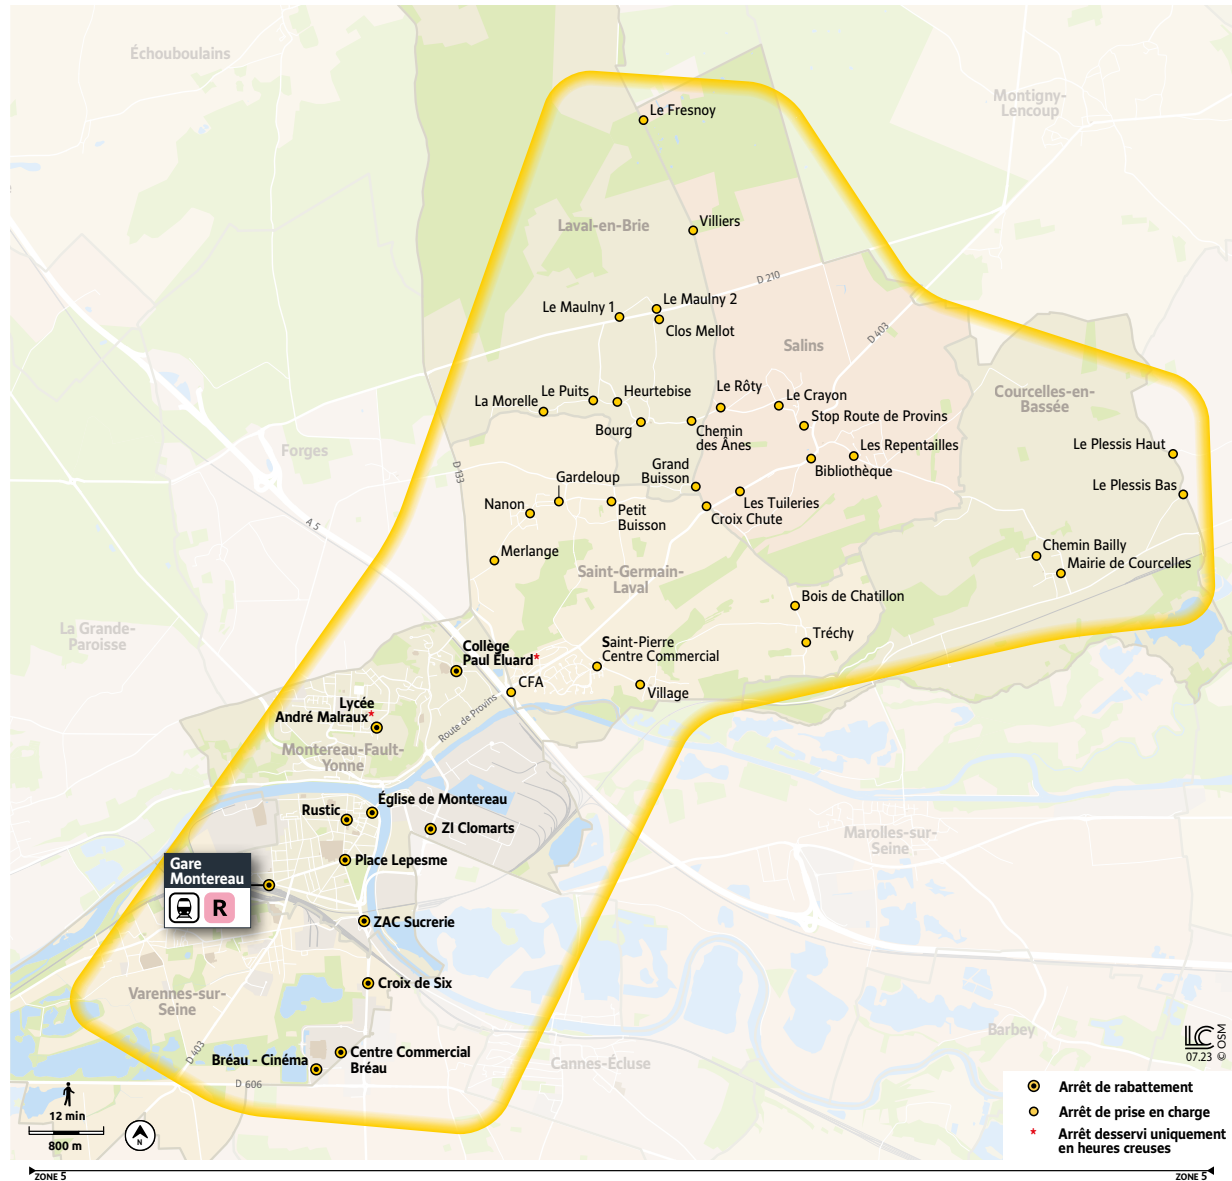 Échouboulains
Montigny-
Lencoup
Le Fresnoy
Laval-en-Brie
Villiers
D 210
Le Maulny 1
Le Maulny 2
Clos Mellot
Salins
D 403
Courcelles-en-
Bassée
La Morelle
Le Puits
Heurtebise
Bourg
Le Rôty
Chemin
des Ânes
Le Crayon
Stop Route de Provins
Les Repentailles
Bibliothèque
Le Plessis Haut
Le Plessis Bas
Forges
D 133
A 5
Grand
Buisson
Gardeloup
Nanon
Petit
Buisson
Les Tuileries
Croix Chute
Merlange
Saint-Germain-
Laval
Chemin Bailly
Mairie de Courcelles
Bois de Chatillon
Tréchy
La Grande-
Paroisse
Collège
Paul Éluard*
Saint-Pierre
Centre Commercial
CFA
Village
Route de Provins
Lycée
André Malraux*
Montereau-Fault-
Yonne
Rustic
Église de Montereau
ZI Clomarts
Place Lepesme
Gare
Montereau
R
Marolles-sur-
Seine
ZAC Sucrerie
Croix de Six
Varennes-sur-
Seine
D 403
Bréau - Cinéma
Centre Commercial
Bréau
D 606
Cannes-Écluse
Barbey
LC
07.23 © OSM
12 min
800 m
N
Arrêt de rabattement
Arrêt de prise en charge
* Arrêt desservi uniquement
en heures creuses
ZONE 5
ZONE 5